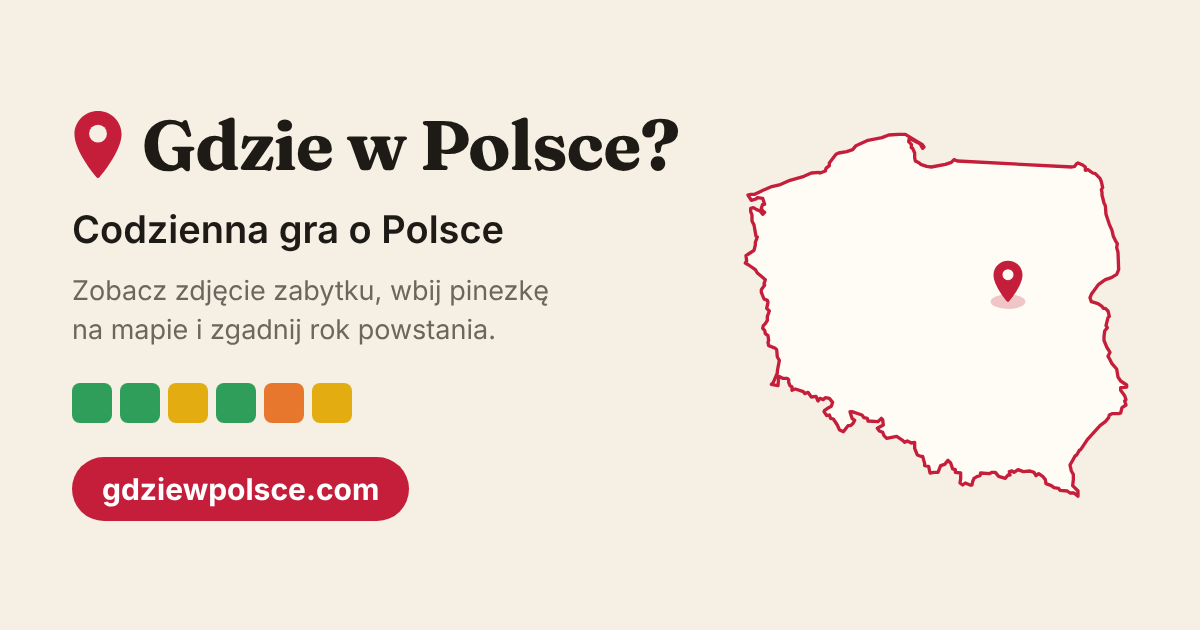 Gdzie w Polsce?
Codzienna gra o Polsce
Zobacz zdjęcie zabytku, wbij pinezkę
na mapie i zgadnij rok powstania.
gdziewpolsce.com